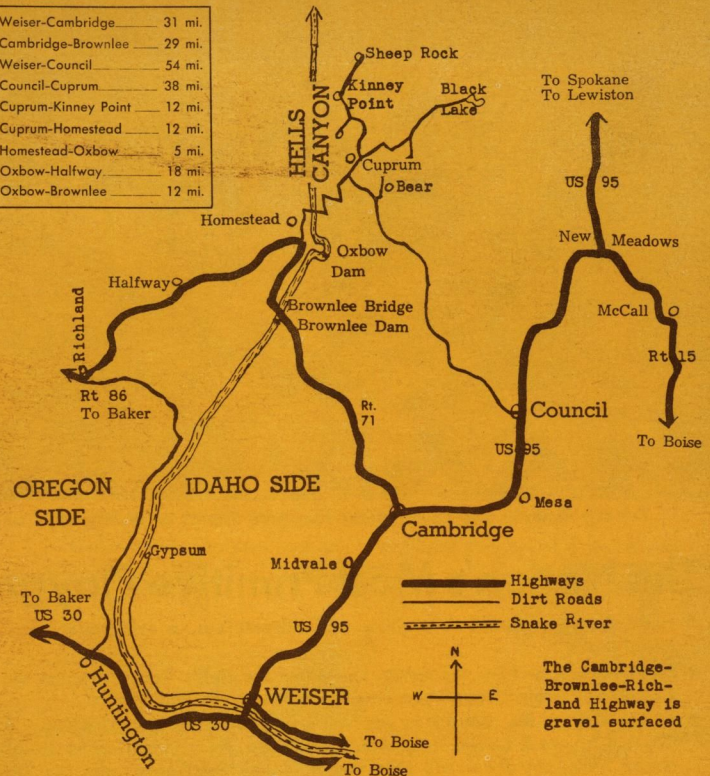 Weiser-Cambridge 31 mi.
Cambridge-Brownlee 29 mi.
Weiser-Council 54 mi.
Council-Cuprum 38 mi.
Cuprum-Kinney Point 12 mi.
Cuprum-Homestead 12 mi.
Homestead-Oxbow 5 mi.
Oxbow-Halfway 18 mi.
Oxbow-Brownlee 12 mi.
HELLS
CANYON
Sheep Rock
Kinney
Point
Black
Lake
To Spokane
To Lewiston
Cuprum
Bear
US 95
Homestead
New Meadows
Oxbow
Dam
Halfway
Brownlee Bridge
Brownlee Dam
McCall
Richland
Rt 15
Rt 86
To Baker
Rt.
71
Council
To Boise
US 95
OREGON
SIDE
IDAHO SIDE
Mesa
Cambridge
Gypsum
Midvale
Highways
Dirt Roads
Snake River
To Baker
US 30
US 95
N
W E
The Cambridge-
Brownlee-Rich-
land Highway is
gravel surfaced
Huntington
WEISER
US 30
To Boise
To Boise